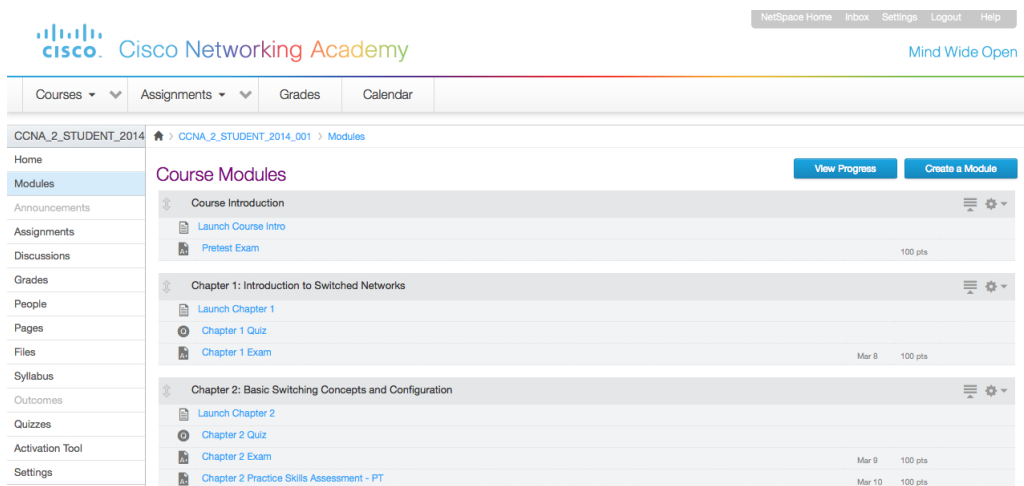 NetSpace Home Inbox Settings Logout Help
CISCO Cisco Networking Academy
Mind Wide Open
Courses Assignments Grades Calendar
CCNA_2_STUDENT_2014
CCNA_2_STUDENT_2014_001 Modules
Home
Modules
Announcements
Assignments
Discussions
Grades
People
Pages
Files
Syllabus
Outcomes
Quizzes
Activation Tool
Settings
Course Modules
View Progress Create a Module
Course Introduction
Launch Course Intro
A+ Pretest Exam 100 pts
Chapter 1: Introduction to Switched Networks
Launch Chapter 1
Q Chapter 1 Quiz
A+ Chapter 1 Exam Mar 8 100 pts
Chapter 2: Basic Switching Concepts and Configuration
Launch Chapter 2
Q Chapter 2 Quiz
A+ Chapter 2 Exam Mar 9 100 pts
A+ Chapter 2 Practice Skills Assessment - PT Mar 10 100 pts